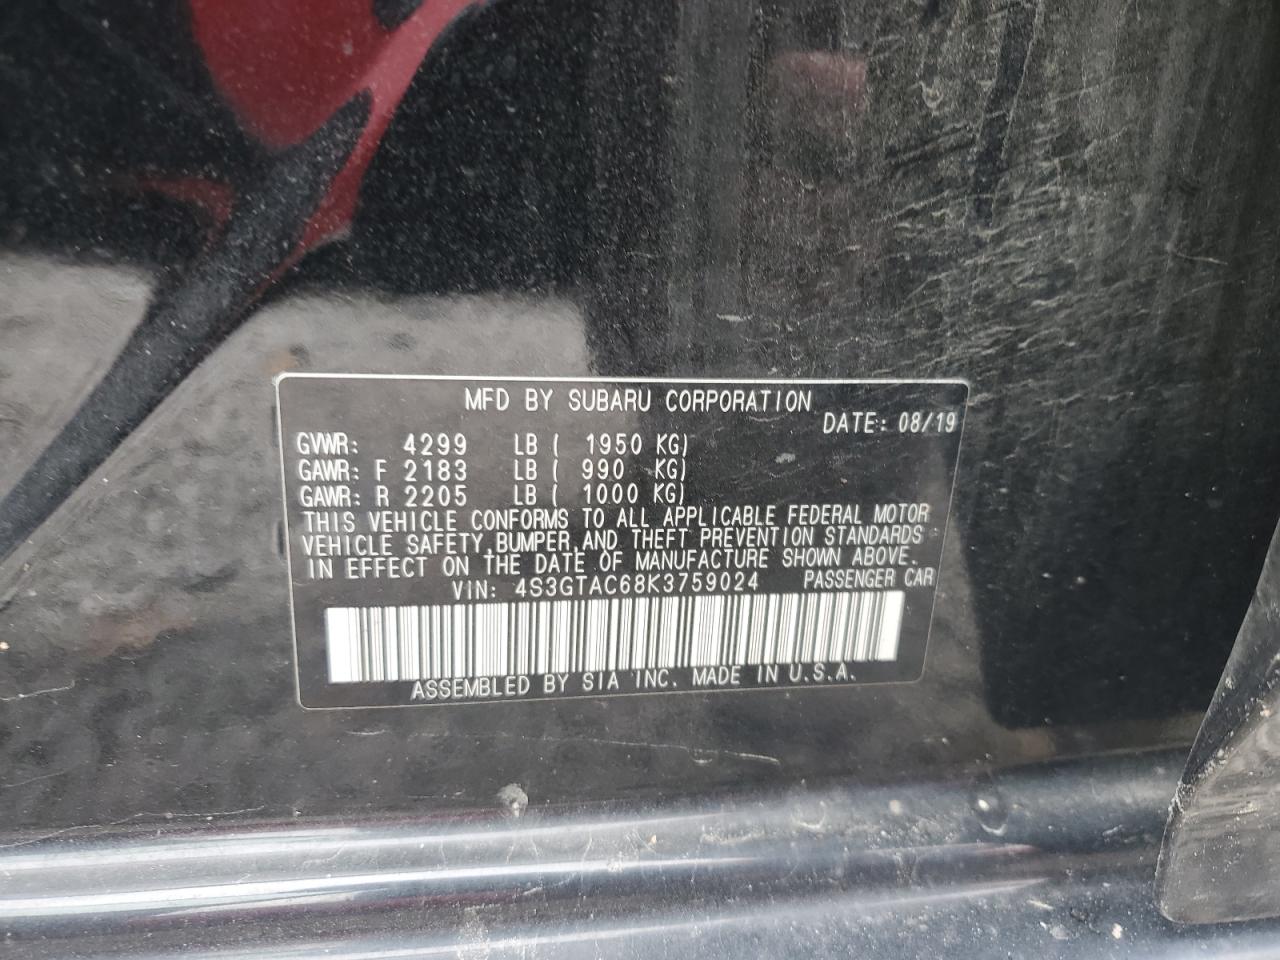 MFD BY SUBARU CORPORATION
DATE: 08/19
GVWR: 4299 LB ( 1950 KG)
GAWR: F 2183 LB ( 990 KG)
GAWR: R 2205 LB ( 1000 KG)
THIS VEHICLE CONFORMS TO ALL APPLICABLE FEDERAL MOTOR
VEHICLE SAFETY,BUMPER,AND THEFT PREVENTION STANDARDS
IN EFFECT ON THE DATE OF MANUFACTURE SHOWN ABOVE.
VIN: 4S3GTAC68K3759024 PASSENGER CAR
ASSEMBLED BY SIA INC. MADE IN U.S.A.